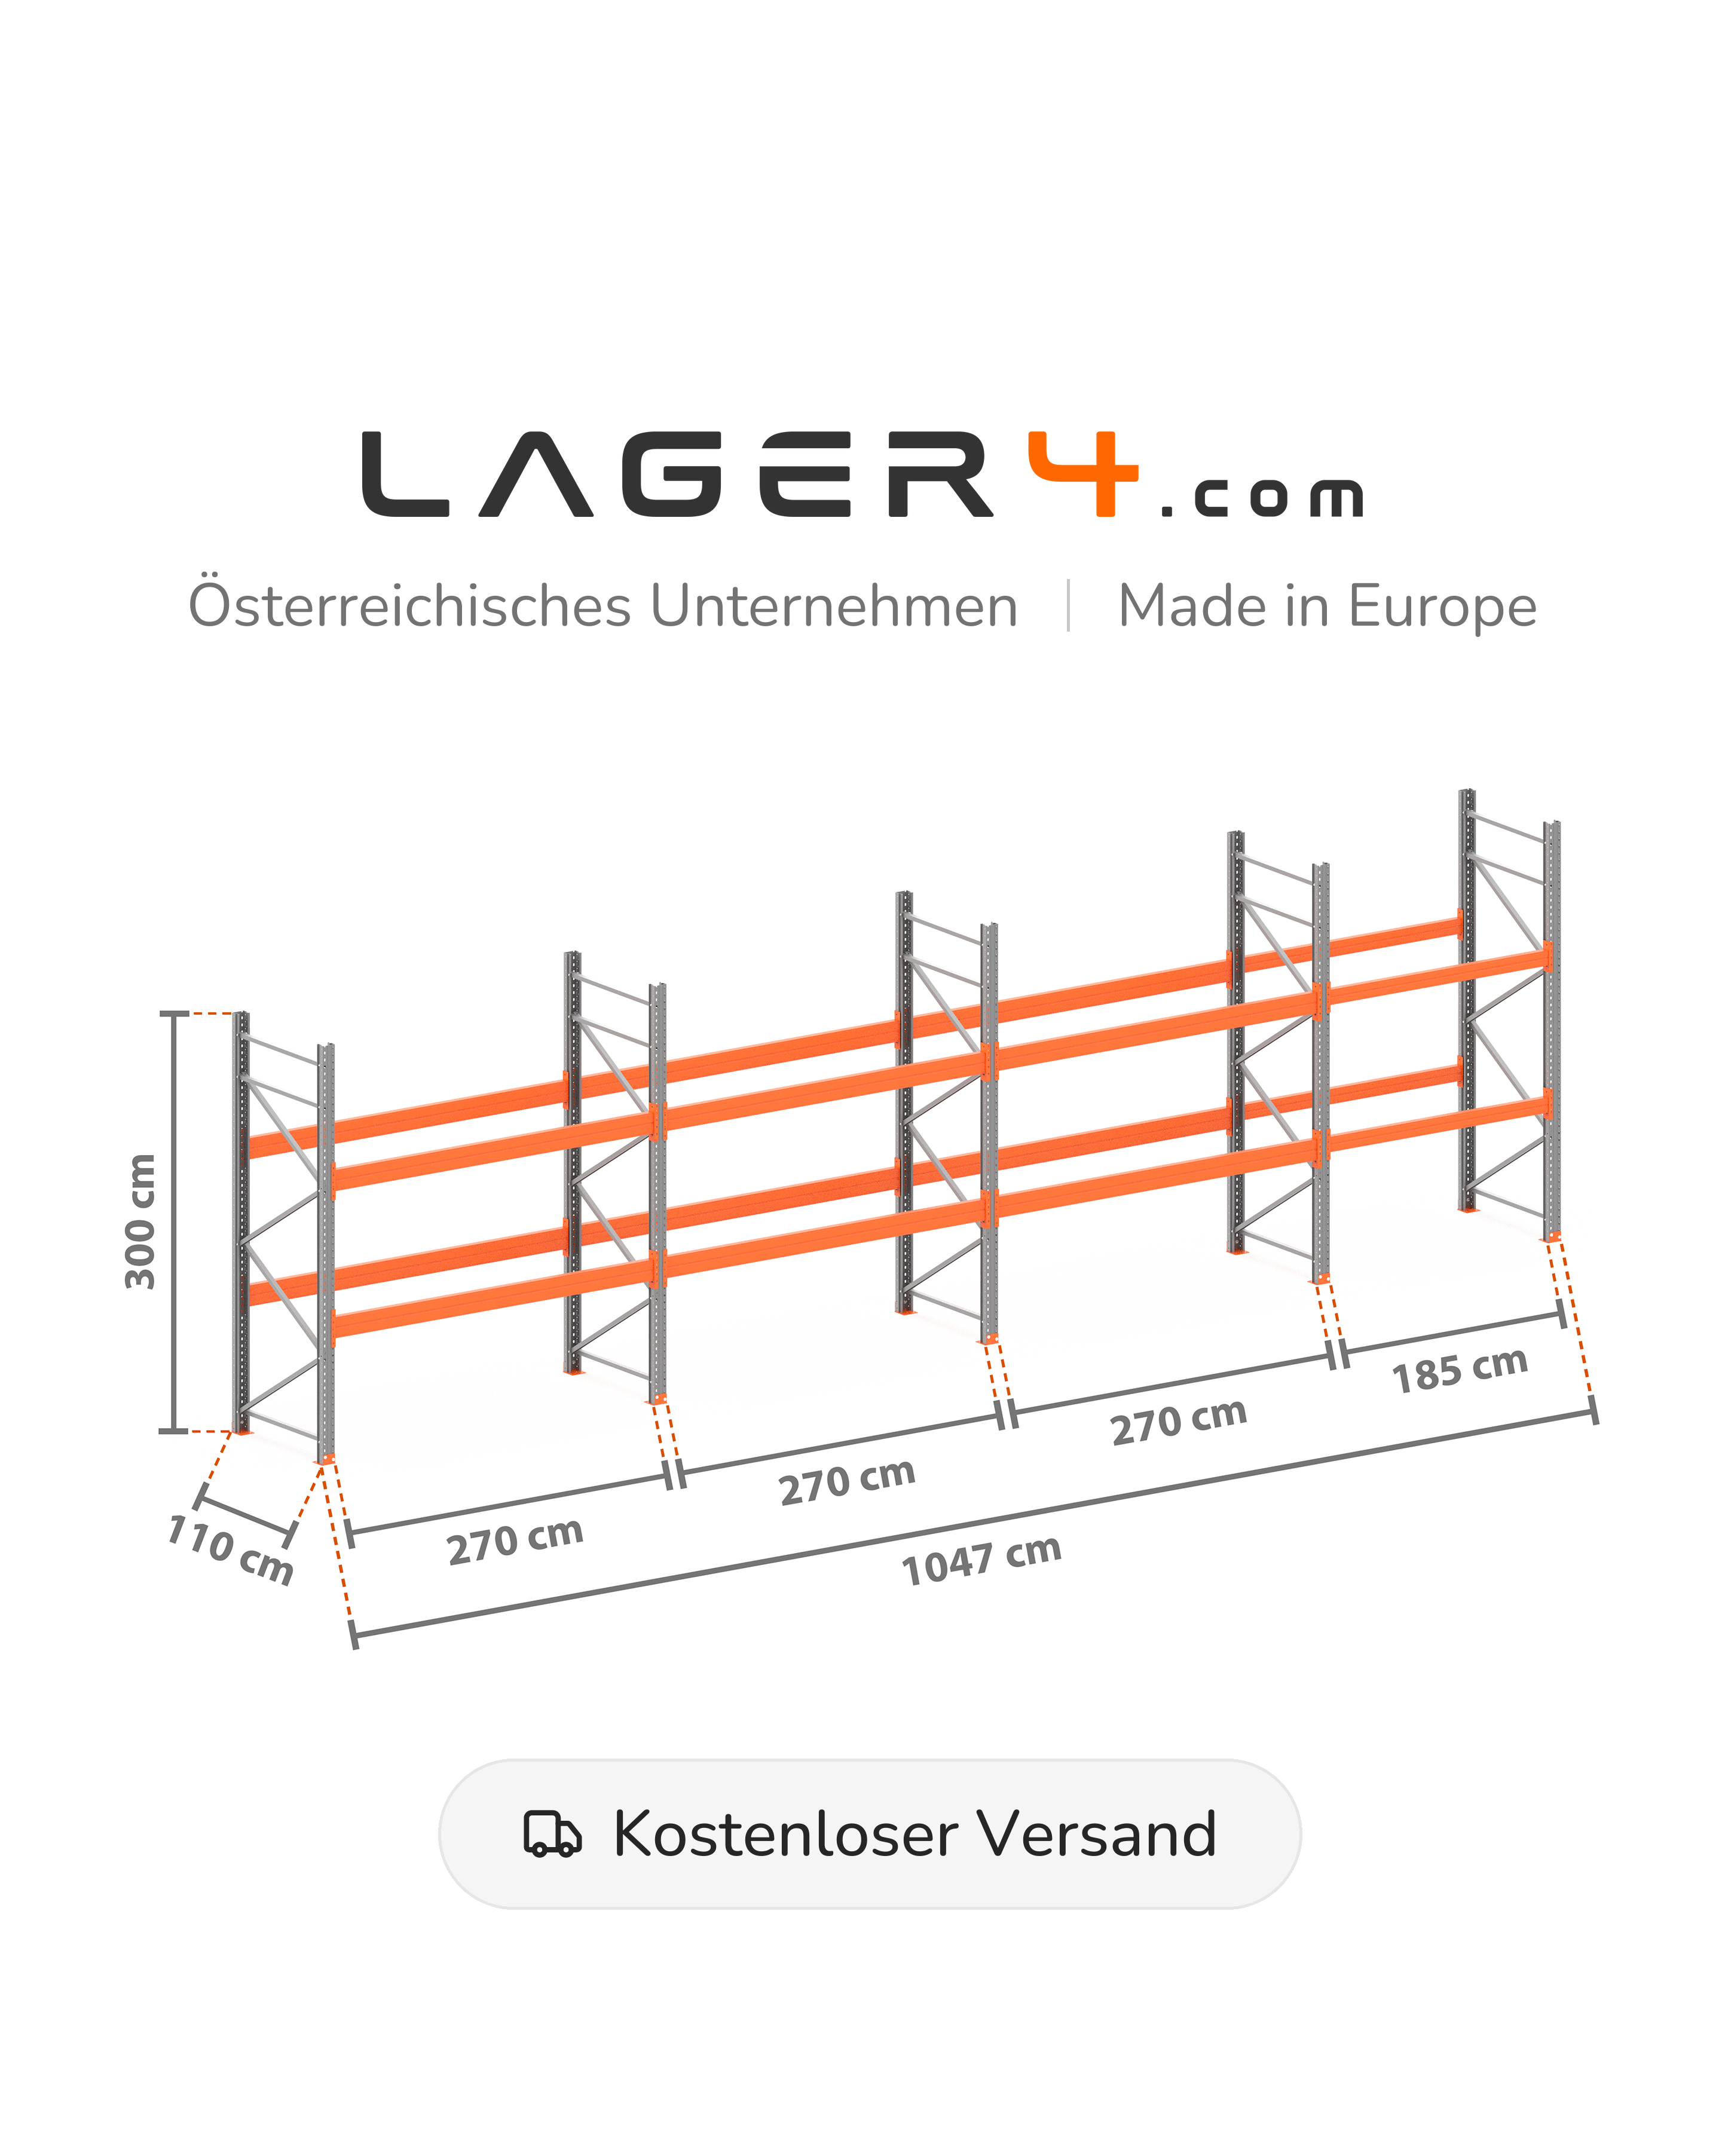 LAGER4.com
Österreichisches Unternehmen | Made in Europe
300 cm
110 cm
270 cm
270 cm
270 cm
185 cm
1047 cm
Kostenloser Versand